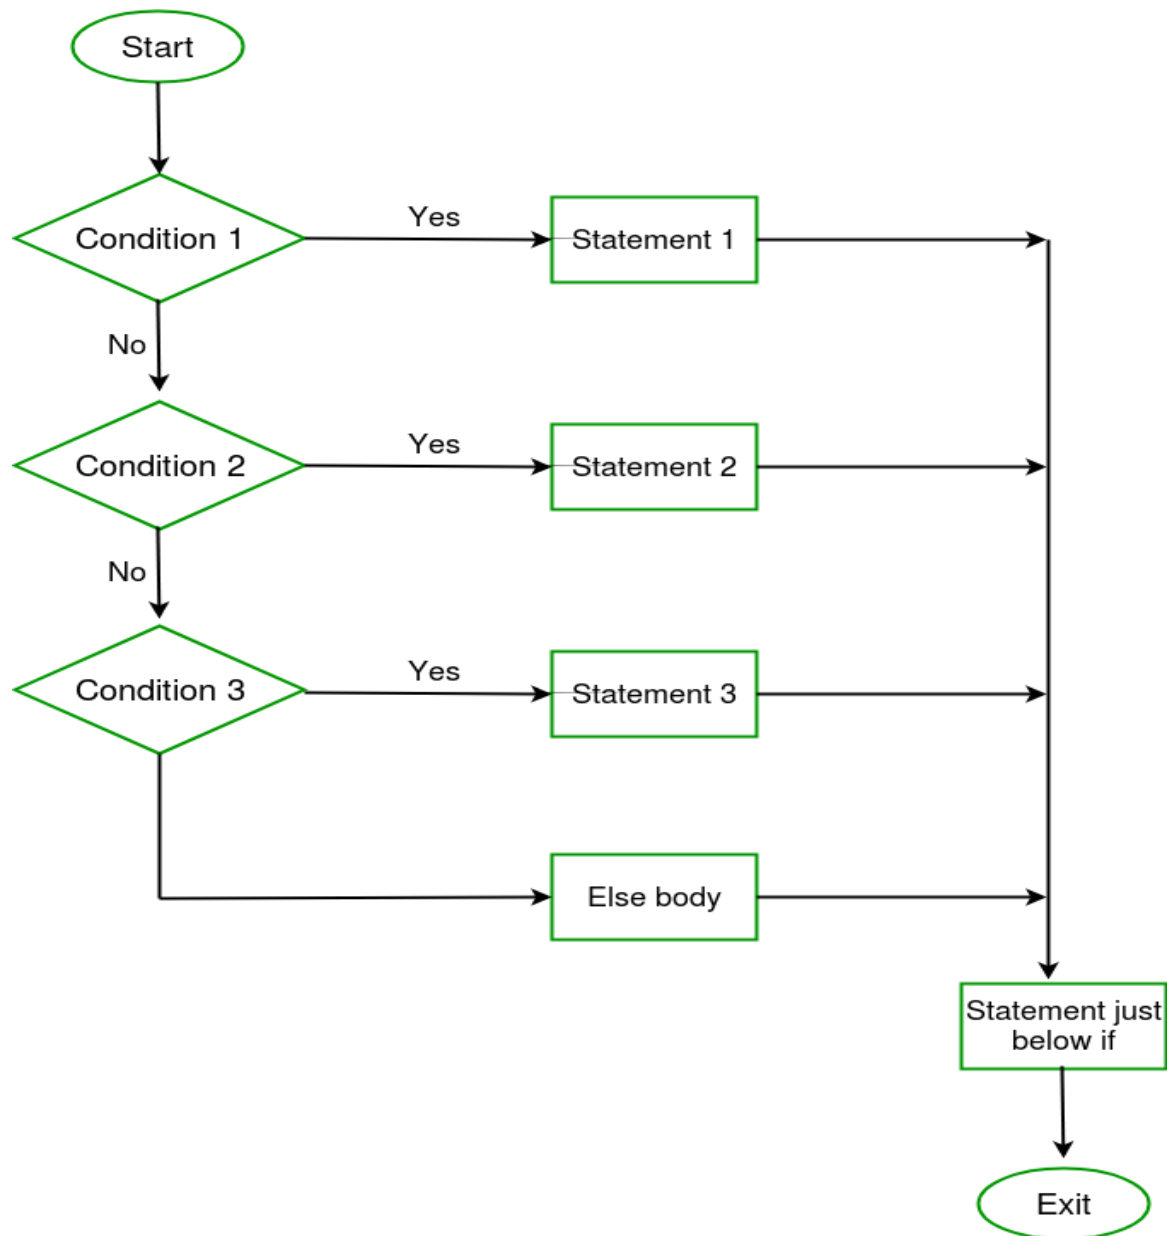 Start
Condition 1
Yes
Statement 1
No
Condition 2
Yes
Statement 2
No
Condition 3
Yes
Statement 3
Else body
Statement just
below if
Exit